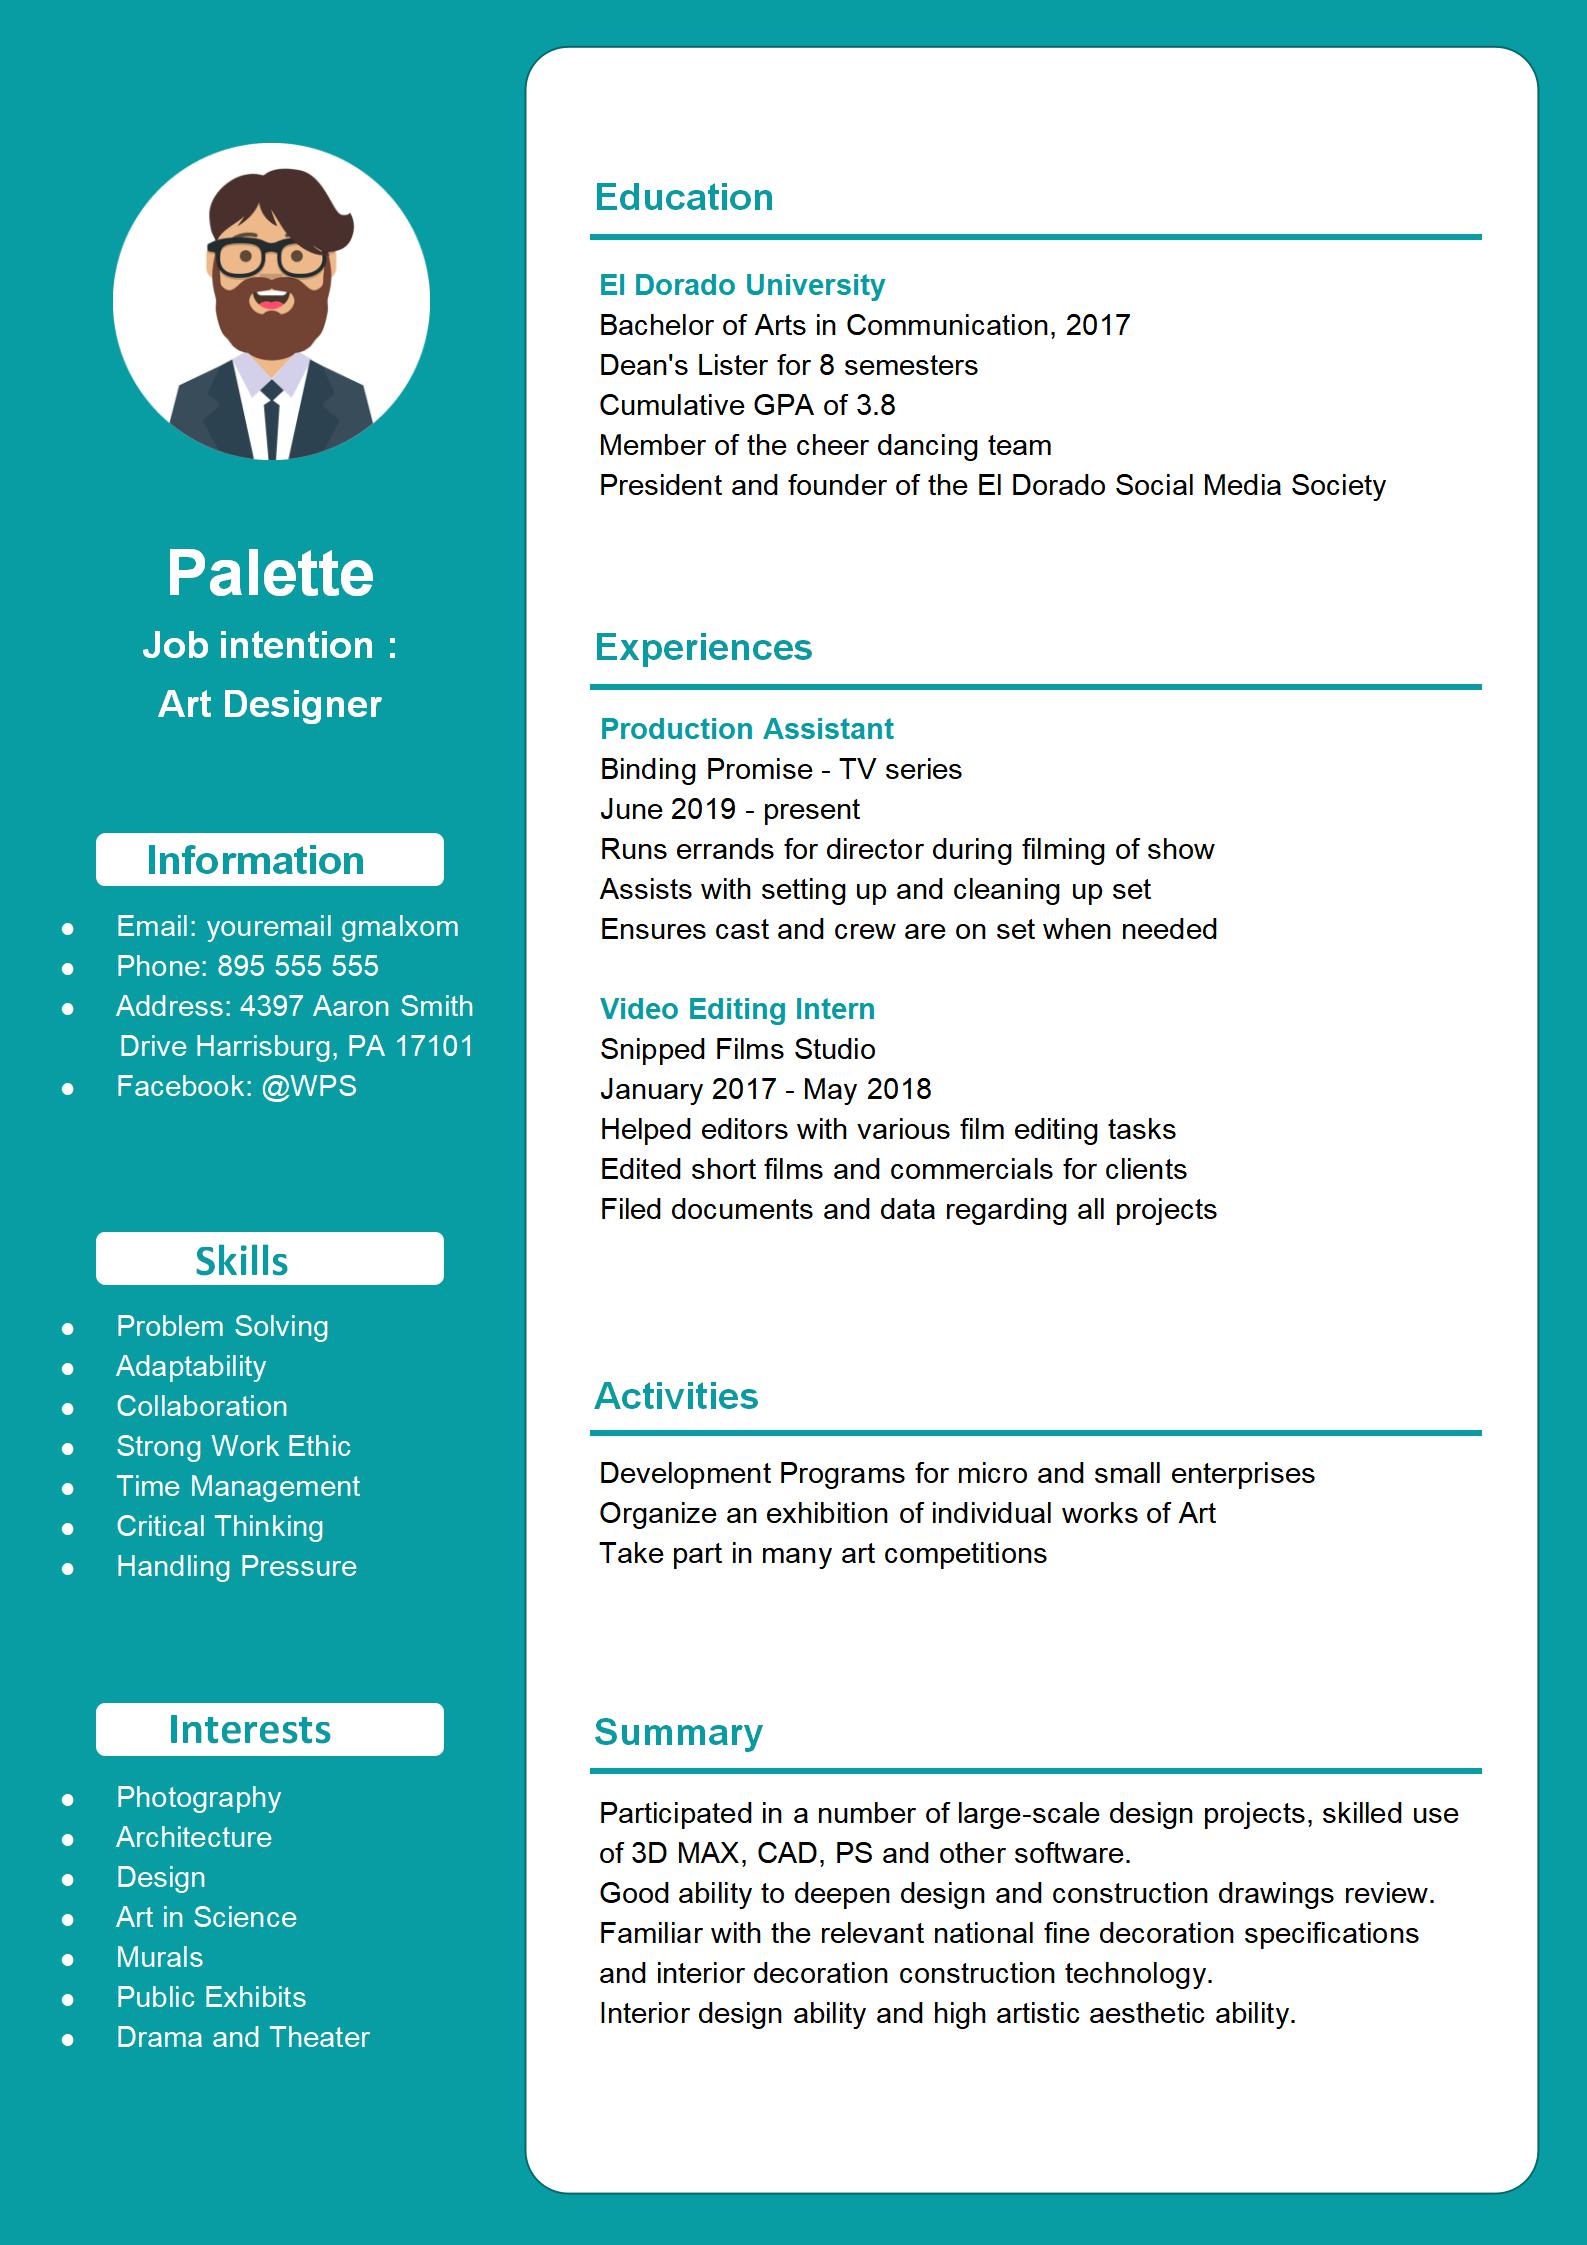 Palette
Job intention :
Art Designer
Information
● Email: youremail gmalxom
● Phone: 895 555 555
● Address: 4397 Aaron Smith
Drive Harrisburg, PA 17101
● Facebook: @WPS
Skills
● Problem Solving
● Adaptability
● Collaboration
● Strong Work Ethic
● Time Management
● Critical Thinking
● Handling Pressure
Interests
● Photography
● Architecture
● Design
● Art in Science
● Murals
● Public Exhibits
● Drama and Theater
Education
El Dorado University
Bachelor of Arts in Communication, 2017
Dean's Lister for 8 semesters
Cumulative GPA of 3.8
Member of the cheer dancing team
President and founder of the El Dorado Social Media Society
Experiences
Production Assistant
Binding Promise - TV series
June 2019 - present
Runs errands for director during filming of show
Assists with setting up and cleaning up set
Ensures cast and crew are on set when needed
Video Editing Intern
Snipped Films Studio
January 2017 - May 2018
Helped editors with various film editing tasks
Edited short films and commercials for clients
Filed documents and data regarding all projects
Activities
Development Programs for micro and small enterprises
Organize an exhibition of individual works of Art
Take part in many art competitions
Summary
Participated in a number of large-scale design projects, skilled use
of 3D MAX, CAD, PS and other software.
Good ability to deepen design and construction drawings review.
Familiar with the relevant national fine decoration specifications
and interior decoration construction technology.
Interior design ability and high artistic aesthetic ability.